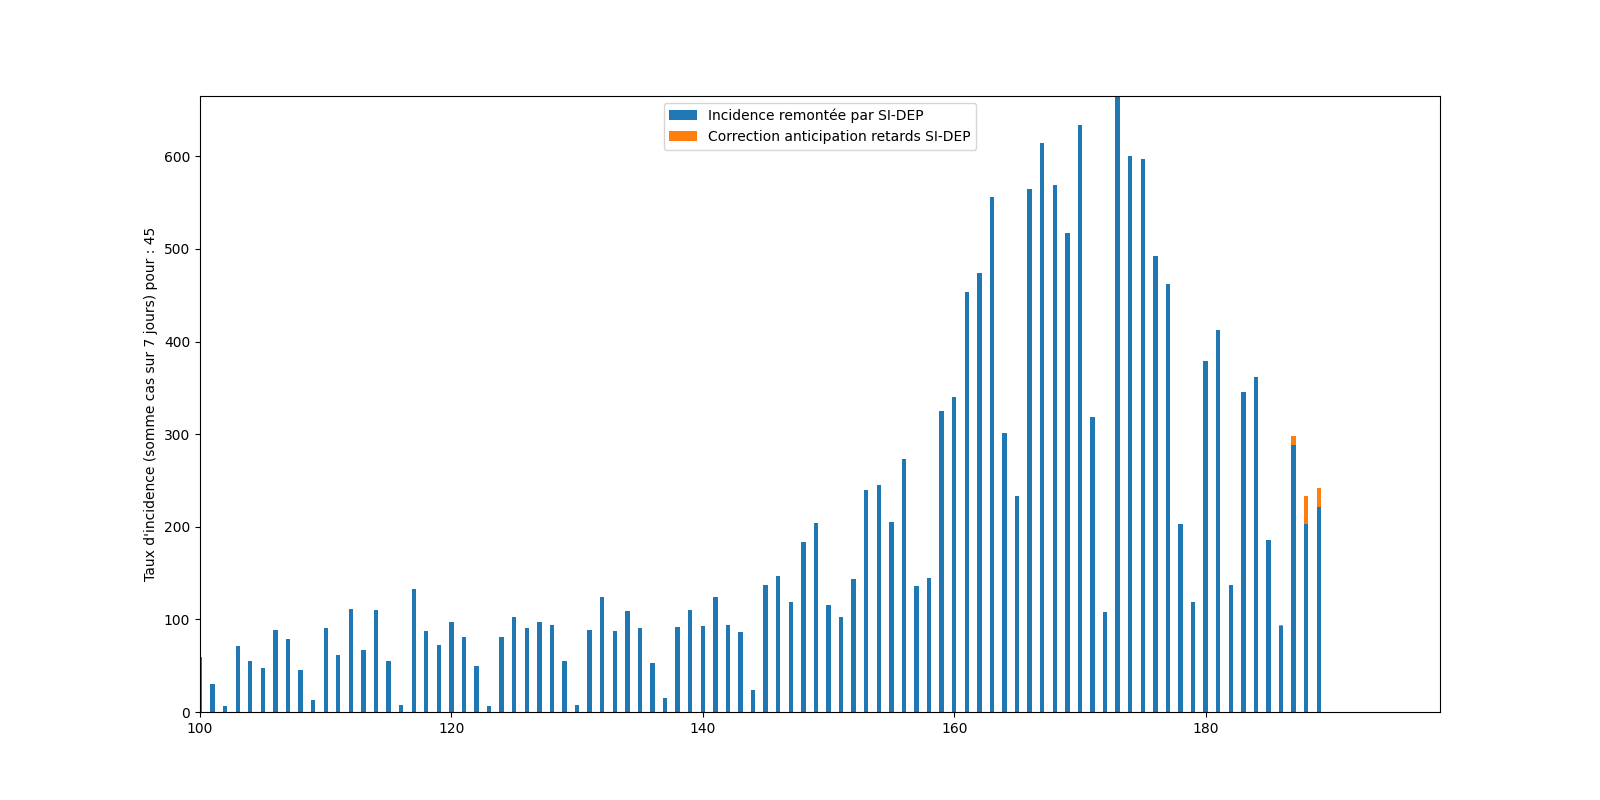 Incidence remontée par SI-DEP
Correction anticipation retards SI-DEP
Taux d'incidence (somme cas sur 7 jours) pour : 45
600
500
400
300
200
100
0
100 120 140 160 180